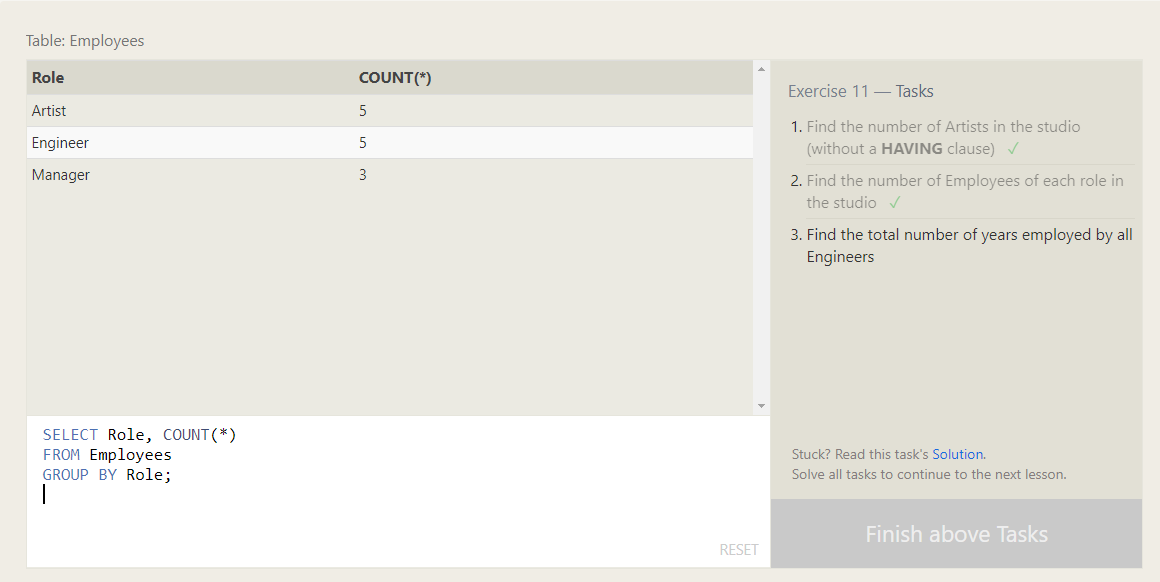 Table: Employees
Role COUNT(*)
Artist 5
Engineer 5
Manager 3
SELECT Role, COUNT(*)
FROM Employees
GROUP BY Role;
RESET
Exercise 11 — Tasks
1. Find the number of Artists in the studio
(without a HAVING clause) ✓
2. Find the number of Employees of each role in
the studio ✓
3. Find the total number of years employed by all
Engineers
Stuck? Read this task's Solution.
Solve all tasks to continue to the next lesson.
Finish above Tasks